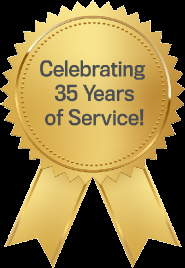 Celebrating
35 Years
of Service!